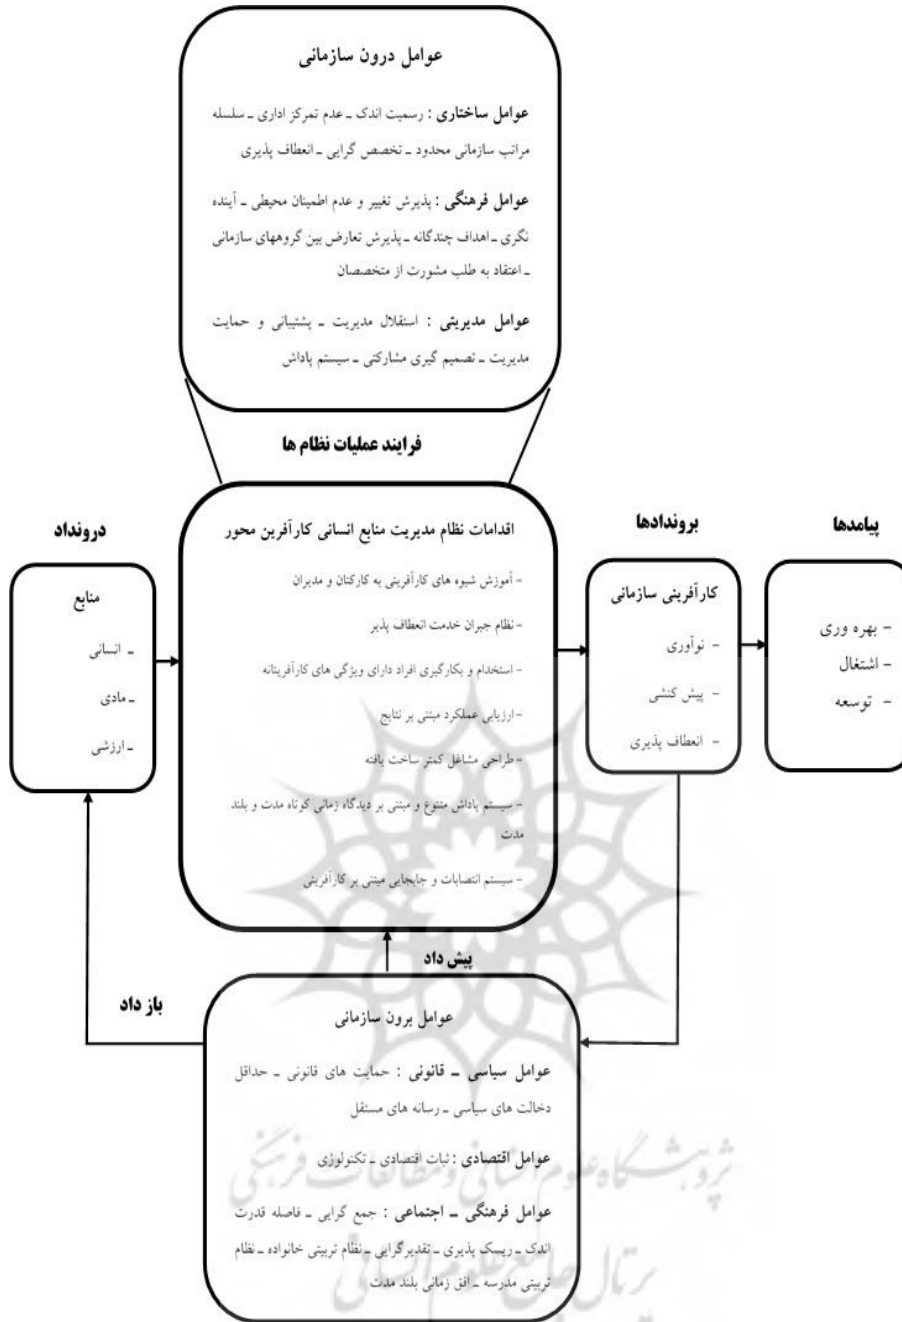 عوامل درون سازمانی
عوامل ساختاری : رسمیت اندک ـ عدم تمرکز اداری ـ سلسله
مراتب سازمانی محدود ـ تخصص گرایی ـ انعطاف پذیری
عوامل فرهنگی : پذیرش تغییر و عدم اطمینان محیطی ـ آینده
نگری ـ اهداف چندگانه ـ پذیرش تعارض بین گروههای سازمانی
ـ اعتقاد به طلب مشورت از متخصصان
عوامل مدیریتی : استقلال مدیریت ـ پشتیبانی و حمایت
مدیریت ـ تصمیم گیری مشارکتی ـ سیستم پاداش
فرایند عملیات نظام ها
پیامدها
- بهره وری
- اشتغال
- توسعه
بروندادها
کارآفرینی سازمانی
- نوآوری
- پیش کنشی
- انعطاف پذیری
اقدامات نظام مدیریت منابع انسانی کارآفرین محور
- آموزش شیوه های کارآفرینی به کارکنان و مدیران
- نظام جبران خدمت انعطاف پذیر
- استخدام و بکارگیری افراد دارای ویژگی های کارآفرینانه
- ارزیابی عملکرد مبتنی بر نتایج
- طراحی مشاغل کمتر ساخت یافته
- سیستم پاداش متنوع و مبتنی بر دیدگاه زمانی کوتاه مدت و بلند
مدت
- سیستم انتصابات و جابجایی مبتنی بر کارآفرینی
درونداد
منابع
ـ انسانی
ـ مادی
ـ ارزشی
پیش داد
باز داد
عوامل برون سازمانی
عوامل سیاسی ـ قانونی : حمایت های قانونی ـ حداقل
دخالت های سیاسی ـ رسانه های مستقل
عوامل اقتصادی : ثبات اقتصادی ـ تکنولوژی
عوامل فرهنگی ـ اجتماعی : جمع گرایی ـ فاصله قدرت
اندک ـ ریسک پذیری ـ تقدیرگرایی ـ نظام تربیتی خانواده ـ نظام
تربیتی مدرسه ـ افق زمانی بلند مدت
پژوهشگاه علوم انسانی و مطالعات فرهنگی
پرتال جامع علوم انسانی